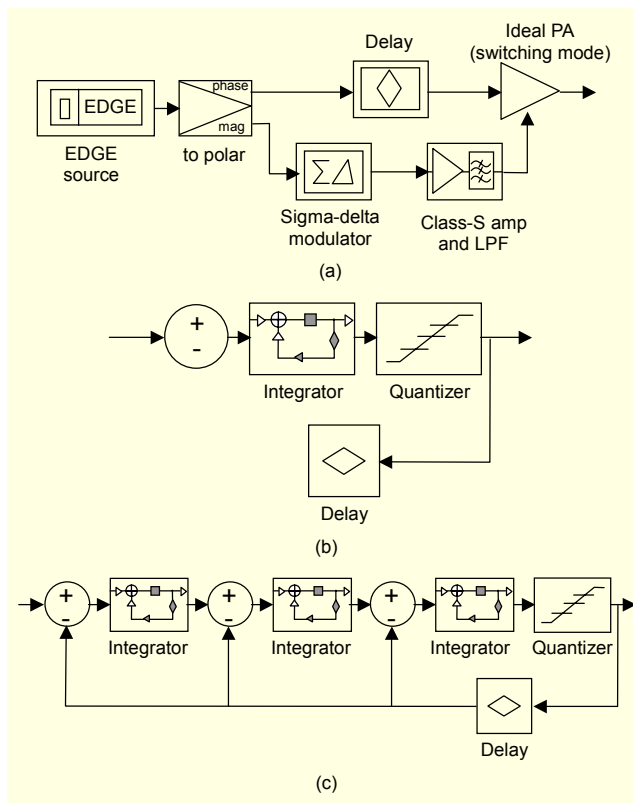 Ideal PA
(switching mode)
Delay
phase
EDGE
mag
EDGE
source
to polar
ΣΔ
Sigma-delta
modulator
Class-S amp
and LPF
(a)
+
-
Integrator
Quantizer
Delay
(b)
+
-
+
-
+
-
Integrator
Integrator
Integrator
Quantizer
Delay
(c)